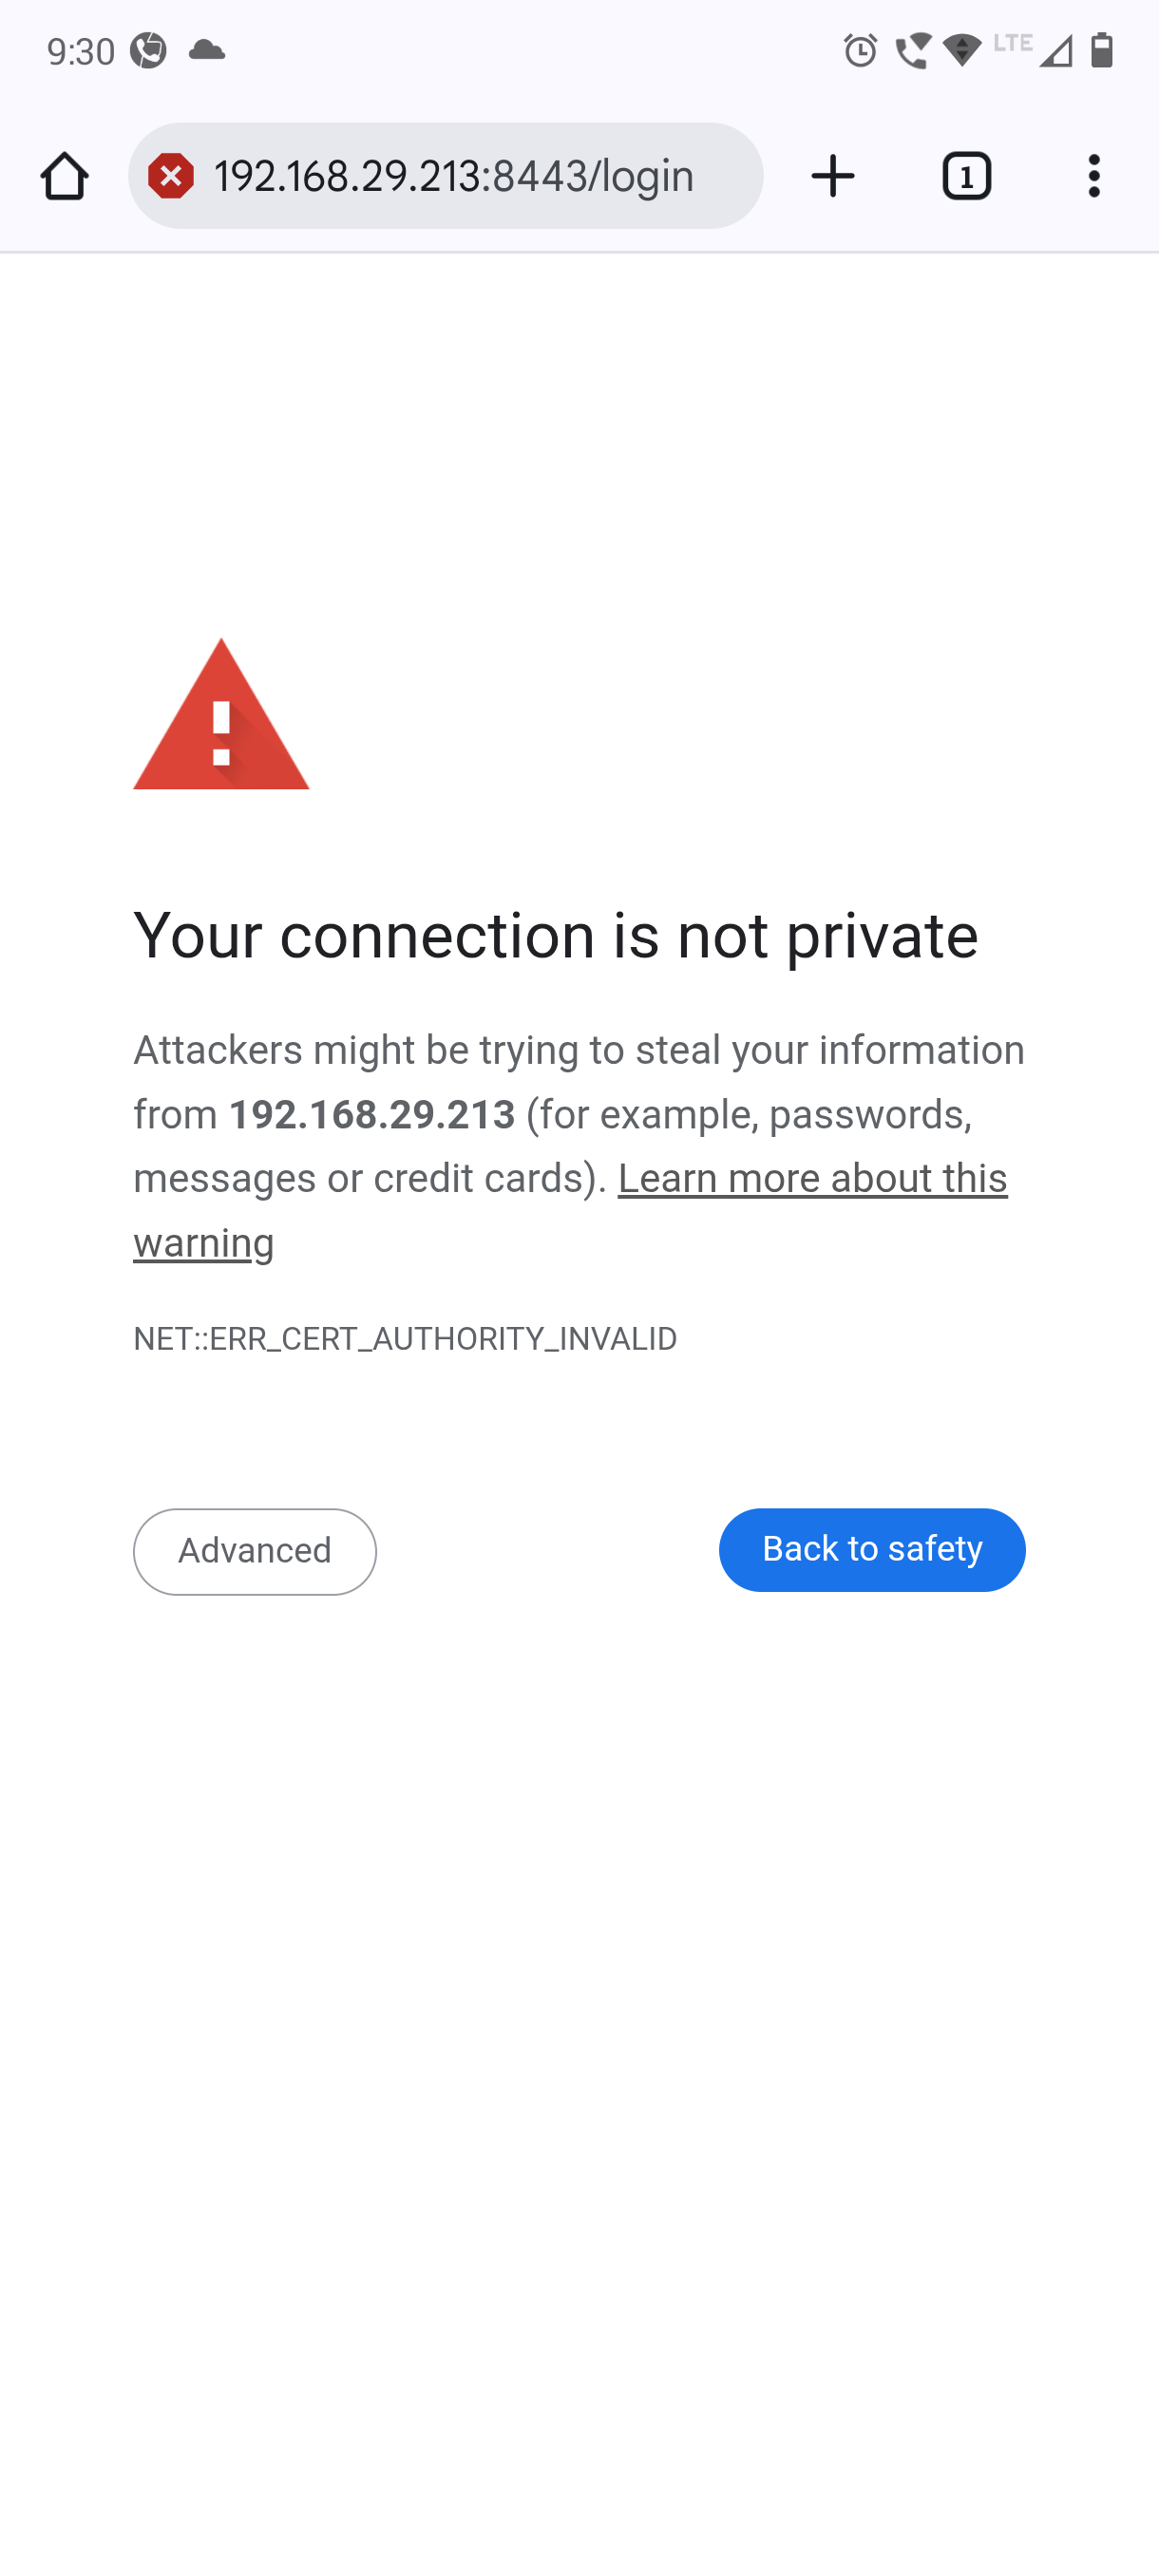 9:30
LTE
192.168.29.213:8443/login
1
Your connection is not private
Attackers might be trying to steal your information
from 192.168.29.213 (for example, passwords,
messages or credit cards). Learn more about this
warning
NET::ERR_CERT_AUTHORITY_INVALID
Advanced
Back to safety